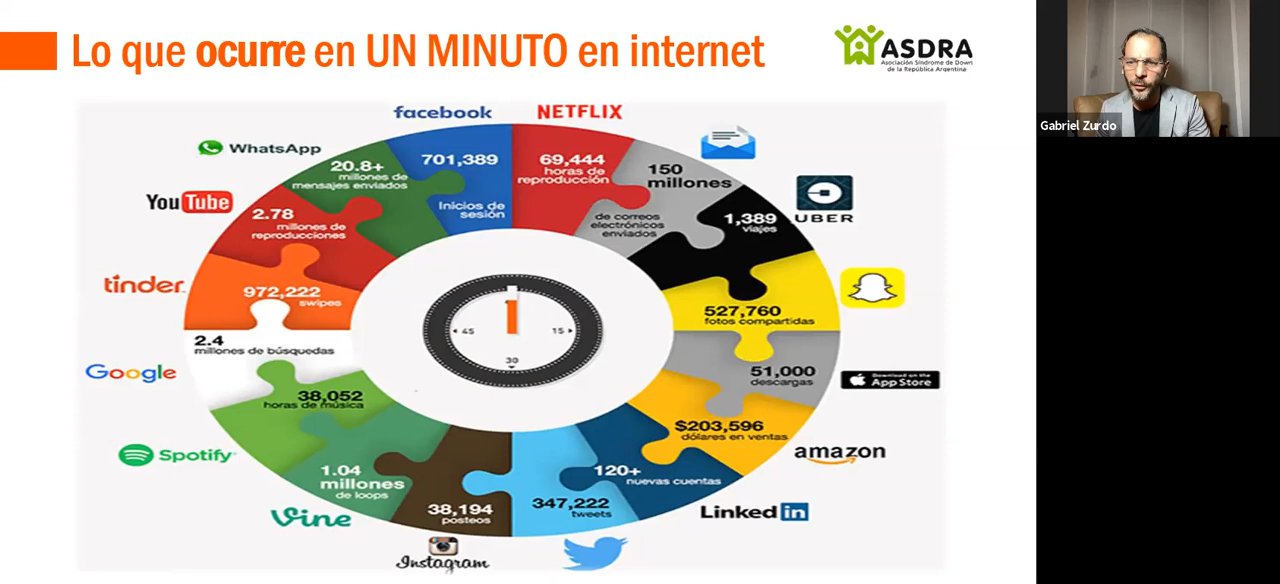 Lo que ocurre en UN MINUTO en internet
ASDRA
Asociación Síndrome de Down
de la República Argentina
Gabriel Zurdo
facebook
NETFLIX
WhatsApp
YouTube
tinder
Google
Spotify
Vine
Instagram
LinkedIn
amazon
Download on the
App Store
UBER
701,389
Inicios de
sesión
69,444
horas de
reproducción
150
millones
de correos
electrónicos
enviados
1,389
viajes
527,760
fotos compartidas
51,000
descargas
$203,596
dólares en ventas
120+
nuevas cuentas
347,222
tweets
38,194
posteos
1.04
millones
de loops
38,052
horas de música
2.4
millones de búsquedas
972,222
swipes
2.78
millones de
reproducciones
20.8+
millones de
mensajes enviados
1
45
15
30